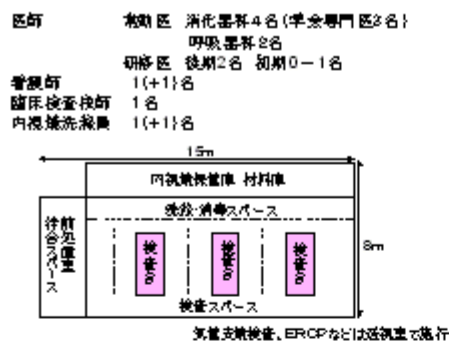 医師 常勤医 消化器科4名(学会専門医3名)
呼吸器科2名
研修医 後期2名 初期0-1名
看護師 1(+1)名
臨床検査技師 1名
内視鏡洗浄員 1(+1)名
15m
内視鏡保管庫 材料庫
洗浄・消毒スペース
前処置室
待合スペース
検査台
検査台
検査台
8m
検査スペース
気管支鏡検査、ERCPなどは透視室で施行